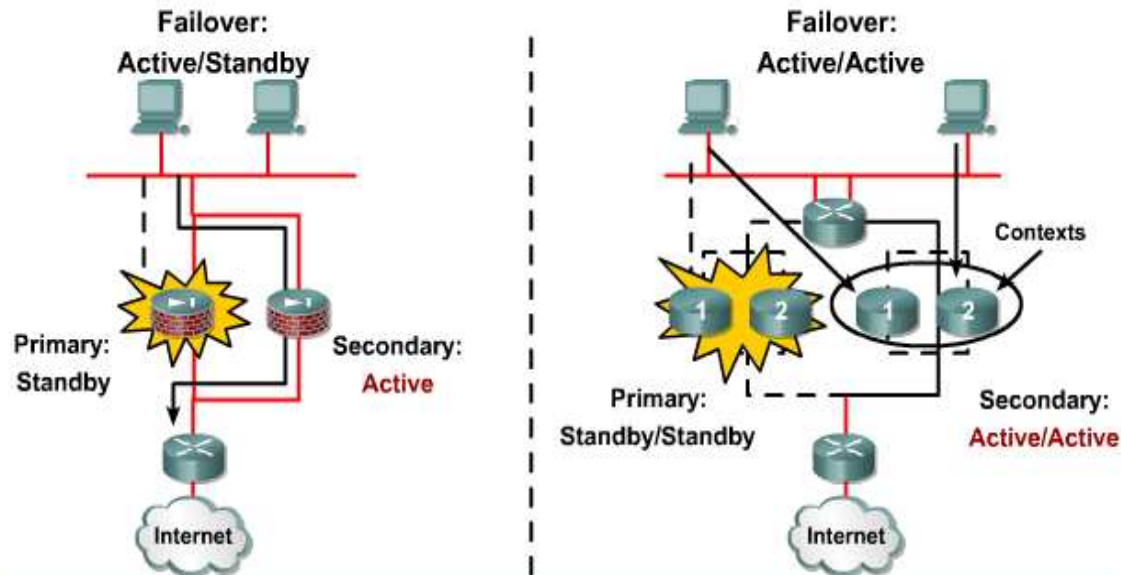 Failover:
Active/Standby
Primary:
Standby
Secondary:
Active
Internet
Failover:
Active/Active
Contexts
1
2
1
2
Primary:
Standby/Standby
Secondary:
Active/Active
Internet